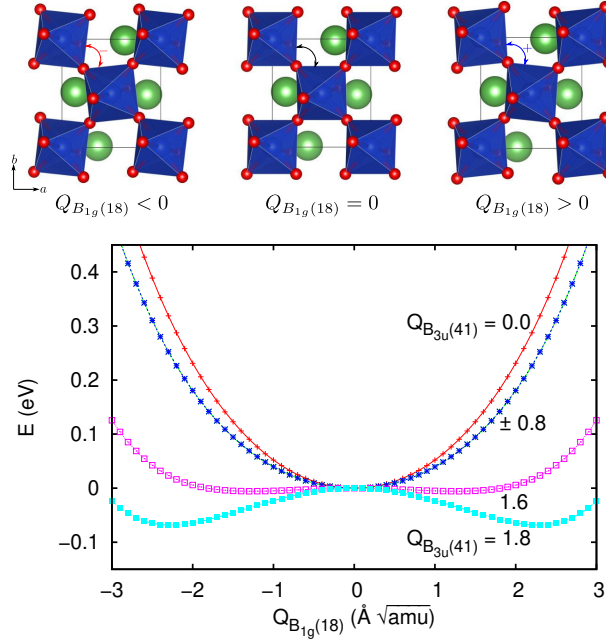 − + 
b
a
Q_{B_{1g}(18)} < 0 Q_{B_{1g}(18)} = 0 Q_{B_{1g}(18)} > 0
0.4
Q_{B_{3u}(41)} = 0.0
0.3
0.2
E (eV)
0.1
± 0.8
0
1.6
−0.1
Q_{B_{3u}(41)} = 1.8
−3 −2 −1 0 1 2 3
Q_{B_{1g}(18)} (Å √amu)